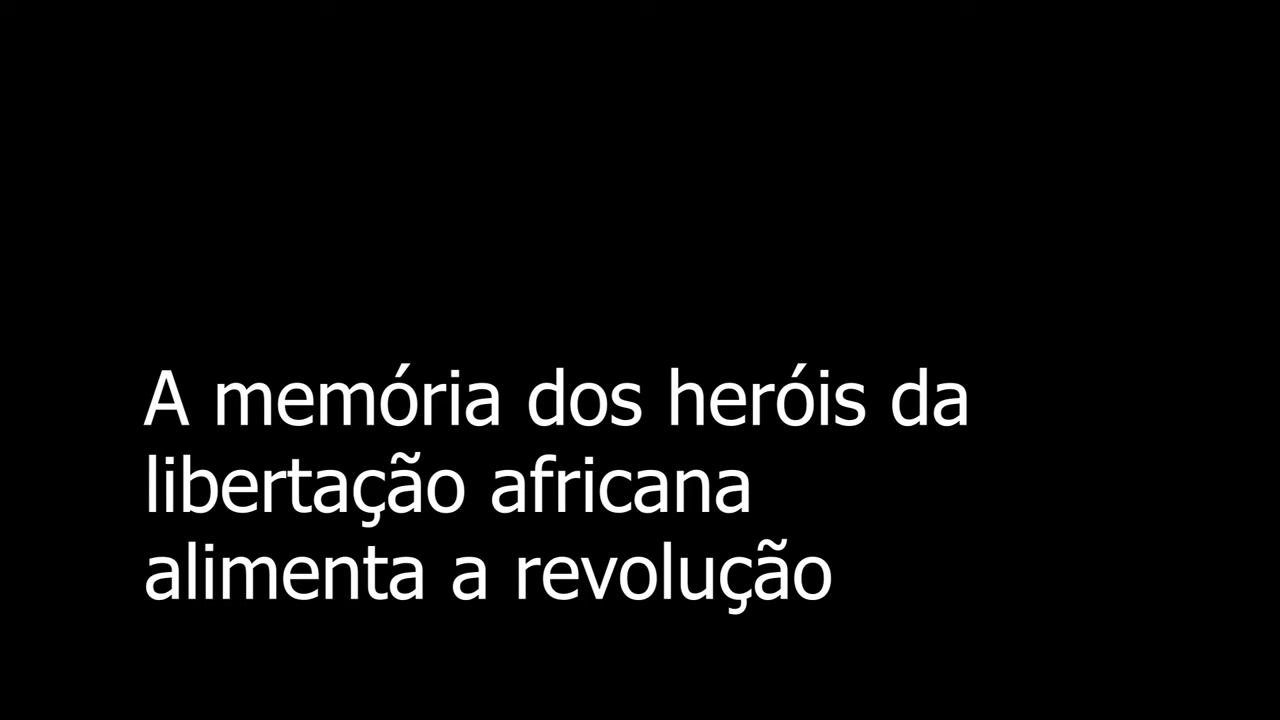 A memória dos heróis da
libertação africana
alimenta a revolução